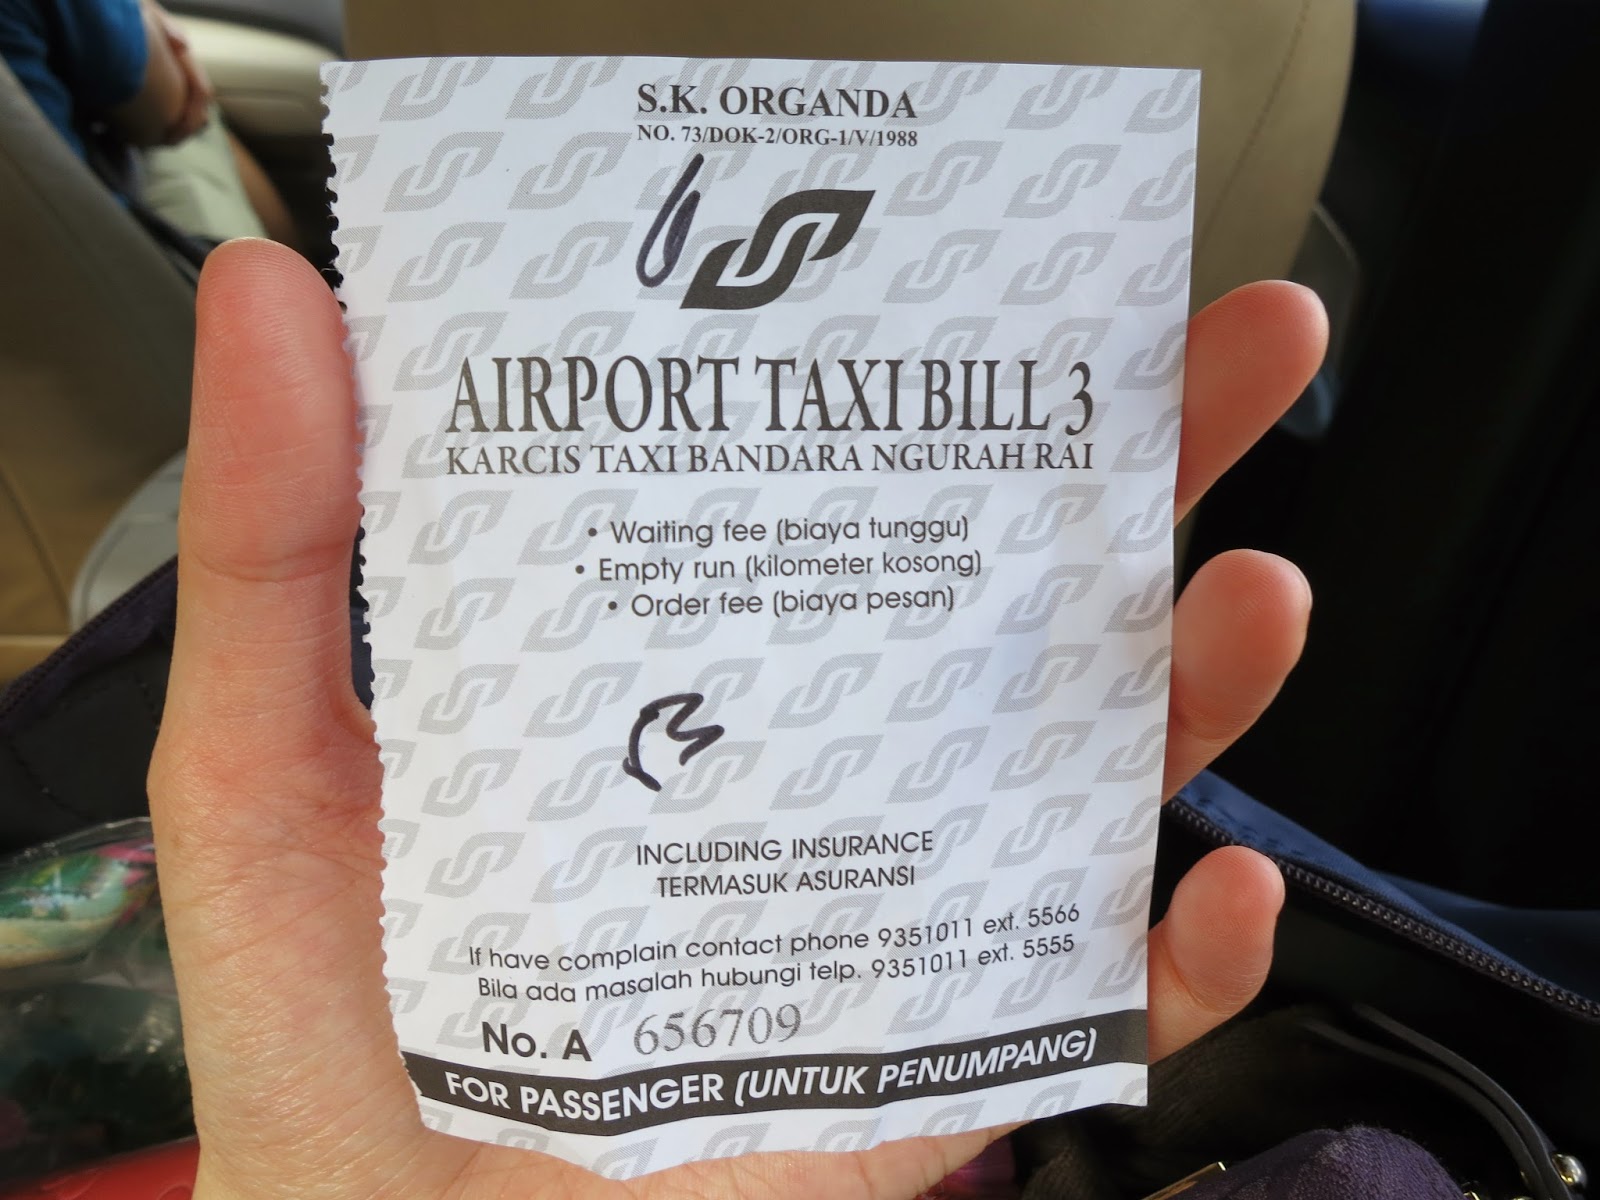 S.K. ORGANDA
NO. 73/DOK-2/ORG-1/V/1988
AIRPORT TAXI BILL 3
KARCIS TAXI BANDARA NGURAH RAI
• Waiting fee (biaya tunggu)
• Empty run (kilometer kosong)
• Order fee (biaya pesan)
INCLUDING INSURANCE
TERMASUK ASURANSI
If have complain contact phone 9351011 ext. 5566
Bila ada masalah hubungi telp. 9351011 ext. 5555
No. A 656709
FOR PASSENGER (UNTUK PENUMPANG)